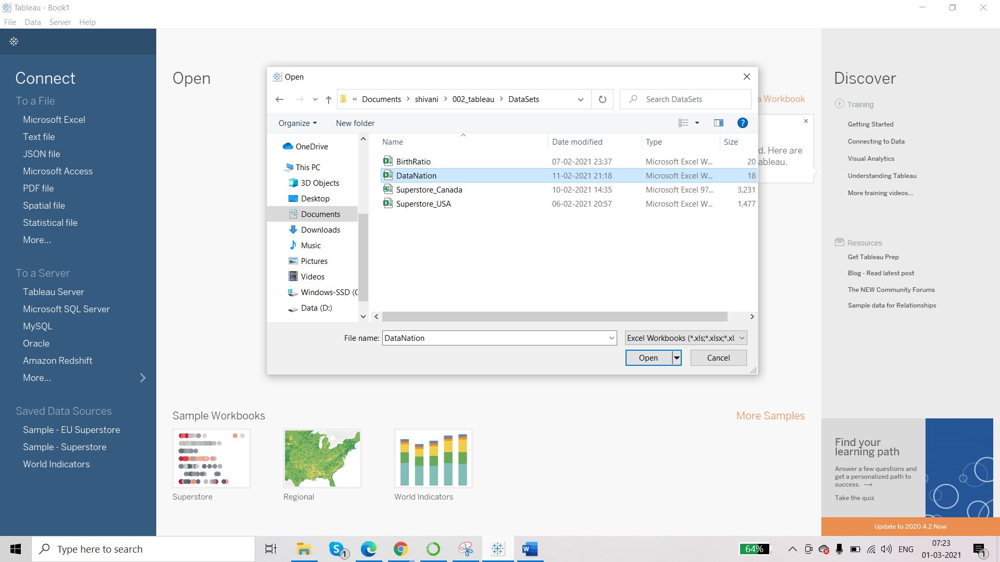 Tableau - Book1
File Data Server Help
Connect
To a File
Microsoft Excel
Text file
JSON file
Microsoft Access
PDF file
Spatial file
Statistical file
More...
To a Server
Tableau Server
Microsoft SQL Server
MySQL
Oracle
Amazon Redshift
More...
Saved Data Sources
Sample - EU Superstore
Sample - Superstore
World Indicators
Open
a Workbook
d. Here are
ableau.
Open
« Documents > shivani > 002_tableau > DataSets
Search DataSets
Organize New folder
OneDrive
This PC
3D Objects
Desktop
Documents
Downloads
Music
Pictures
Videos
Windows-SSD (C
Data (D:)
Name Date modified Type Size
BirthRatio 07-02-2021 23:37 Microsoft Excel W... 20
DataNation 11-02-2021 21:18 Microsoft Excel W... 18
Superstore_Canada 10-02-2021 14:35 Microsoft Excel 97... 3,231
Superstore_USA 06-02-2021 20:57 Microsoft Excel W... 1,477
File name: DataNation
Excel Workbooks (*.xls;*.xlsx;*.xl
Open Cancel
Sample Workbooks
More Samples
Superstore
Regional
World Indicators
Discover
Training
Getting Started
Connecting to Data
Visual Analytics
Understanding Tableau
More training videos...
Resources
Get Tableau Prep
Blog - Read latest post
The NEW Community Forums
Sample data for Relationships
Find your
learning path
Answer a few questions and
get a personalized path to
success. →
Take the quiz
Update to 2020.4.2 Now
Type here to search
1
64%
ENG
07:23
01-03-2021
1